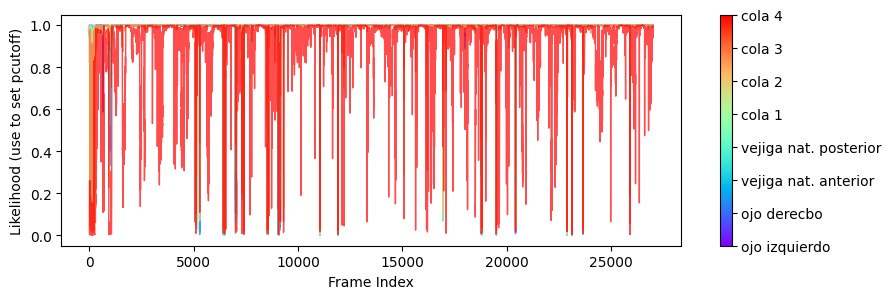 Likelihood (use to set pcutoff)
1.0
0.8
0.6
0.4
0.2
0.0
0
5000
10000
15000
20000
25000
Frame Index
cola 4
cola 3
cola 2
cola 1
vejiga nat. posterior
vejiga nat. anterior
ojo derecbo
ojo izquierdo